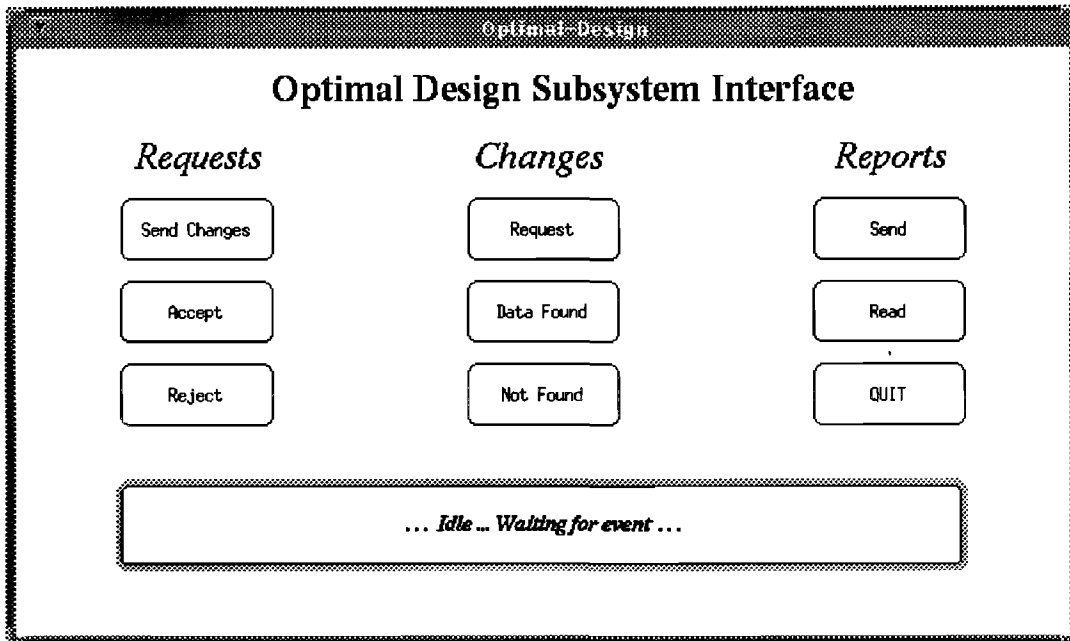 Optimal-Design
Optimal Design Subsystem Interface
Requests Changes Reports
Send Changes Request Send
Accept Data Found Read
Reject Not Found QUIT
... Idle ... Waiting for event ...